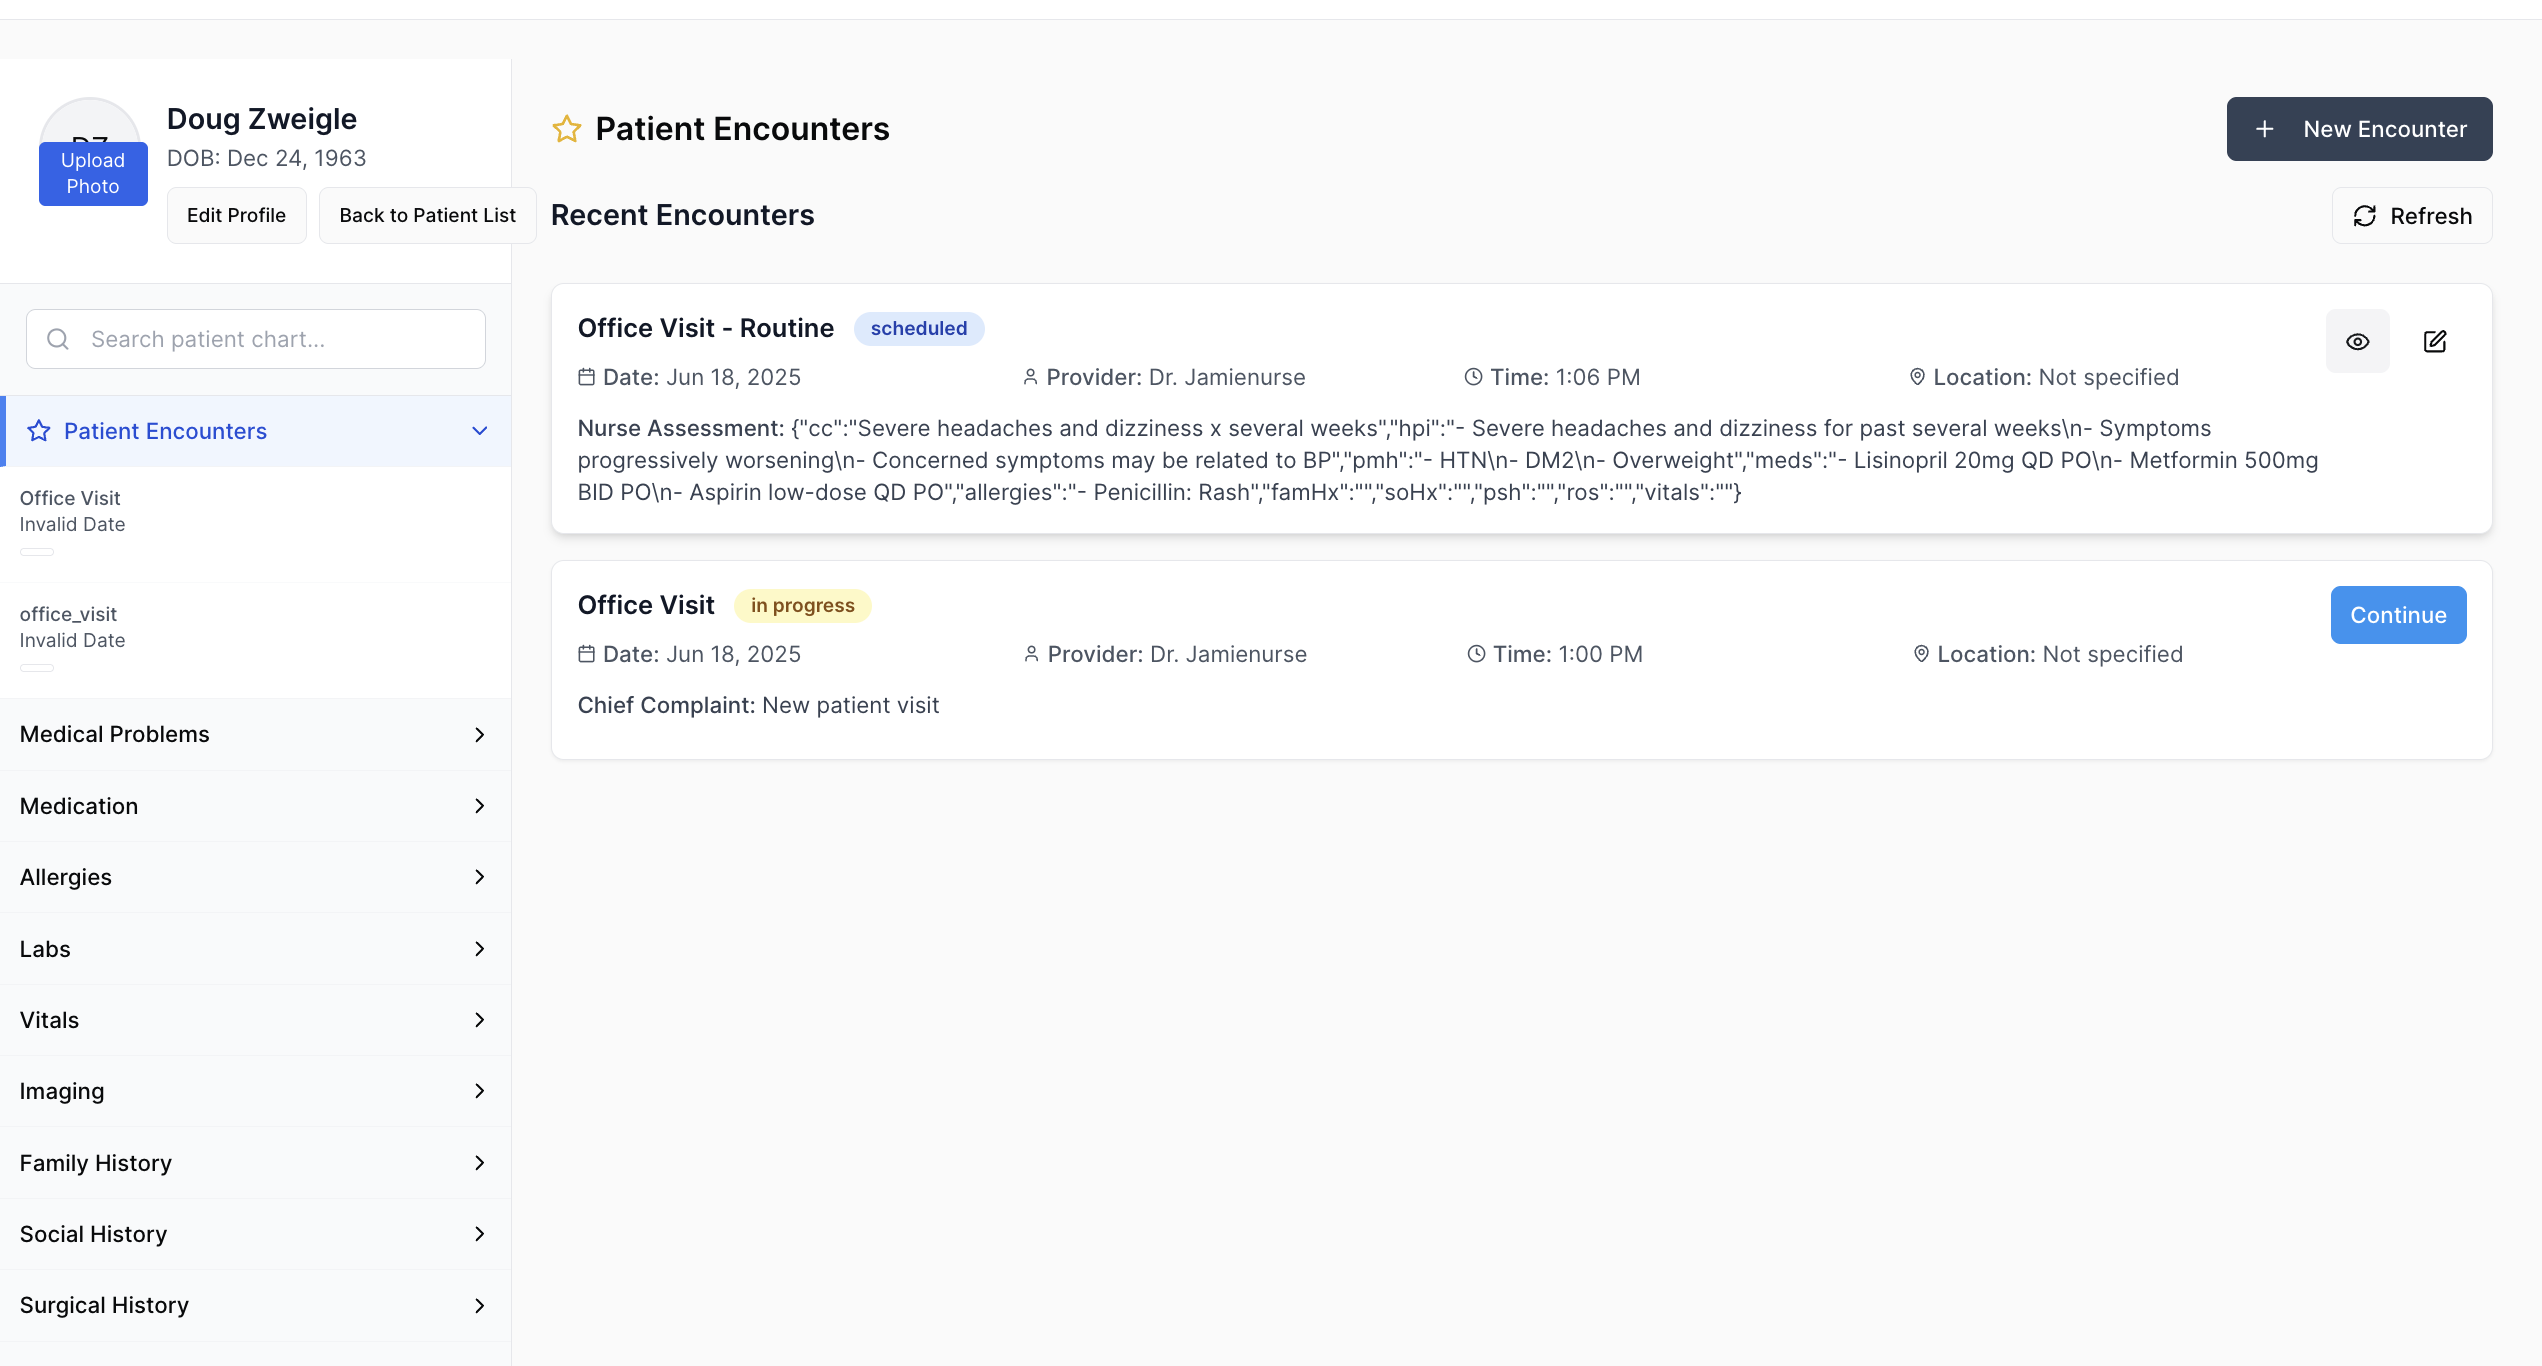 Doug Zweigle
DOB: Dec 24, 1963
Upload
Photo
Edit Profile
Back to Patient List
Search patient chart...
Patient Encounters
Office Visit
Invalid Date
office_visit
Invalid Date
Medical Problems
Medication
Allergies
Labs
Vitals
Imaging
Family History
Social History
Surgical History
Patient Encounters
New Encounter
Recent Encounters
Refresh
Office Visit - Routine scheduled
Date: Jun 18, 2025 Provider: Dr. Jamienurse Time: 1:06 PM Location: Not specified
Nurse Assessment: {"cc":"Severe headaches and dizziness x several weeks","hpi":"- Severe headaches and dizziness for past several weeks\n- Symptoms
progressively worsening\n- Concerned symptoms may be related to BP","pmh":"- HTN\n- DM2\n- Overweight","meds":"- Lisinopril 20mg QD PO\n- Metformin 500mg
BID PO\n- Aspirin low-dose QD PO","allergies":"- Penicillin: Rash","famHx":"","soHx":"","psh":"","ros":"","vitals":""}
Office Visit in progress
Continue
Date: Jun 18, 2025 Provider: Dr. Jamienurse Time: 1:00 PM Location: Not specified
Chief Complaint: New patient visit